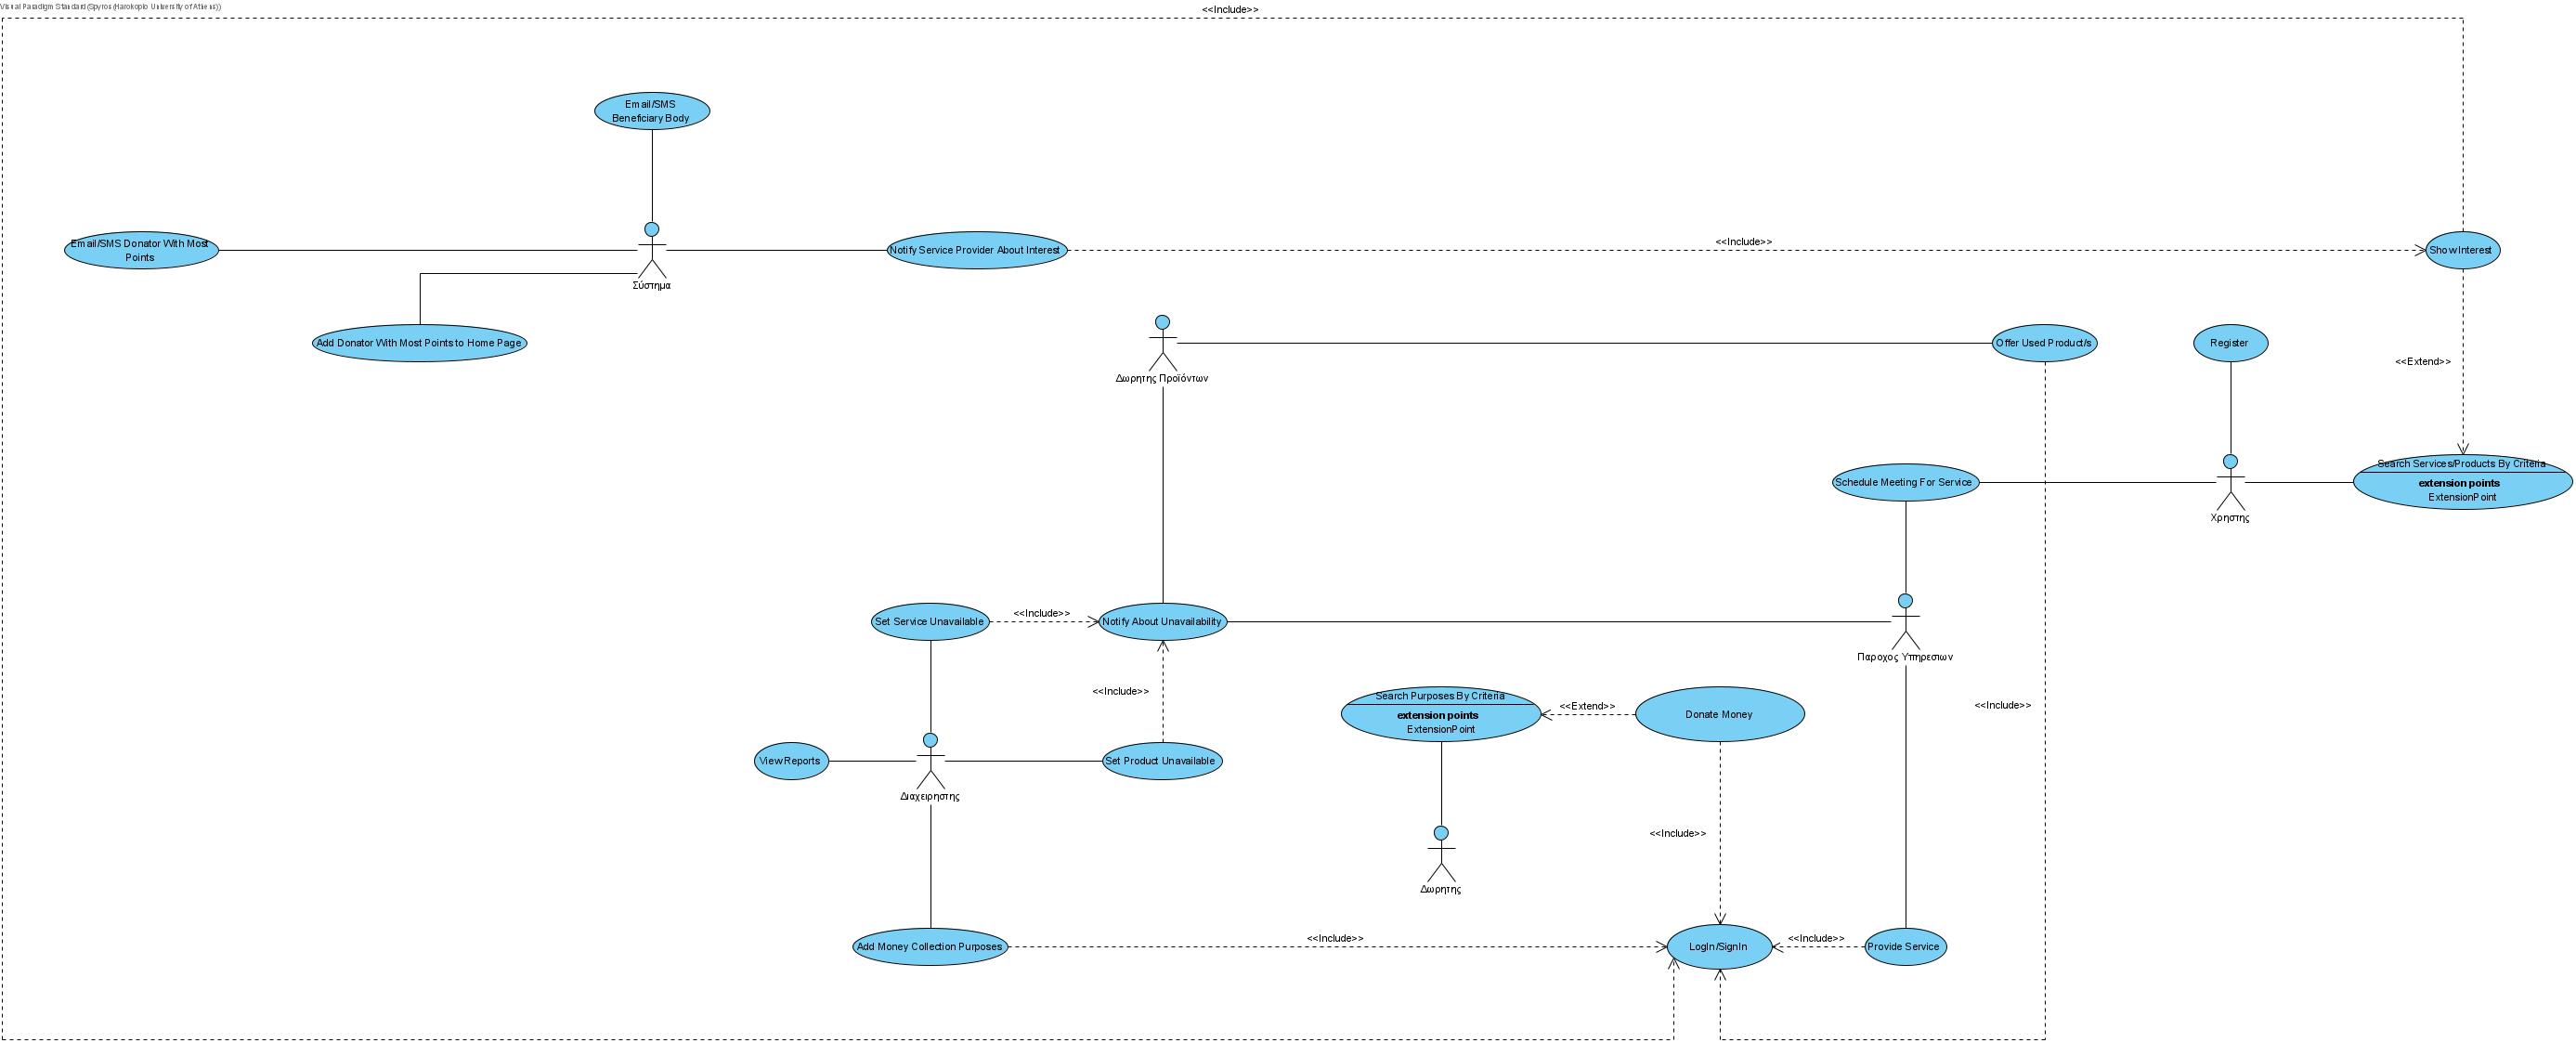 Visual Paradigm Standard(Spyros(Harokopio University of Athens))
<<Include>>
Email/SMS
Beneficiary Body
Email/SMS Donator With Most
Points
Σύστημα
Notify Service Provider About Interest
<<Include>>
Show Interest
Add Donator With Most Points to Home Page
Δωρητης Προϊόντων
Offer Used Product/s
Register
<<Extend>>
Schedule Meeting For Service
Χρηστης
Search Services/Products By Criteria
extension points
ExtensionPoint
Set Service Unavailable
<<Include>>
Notify About Unavailability
Παροχος Υπηρεσιων
<<Include>>
Search Purposes By Criteria
extension points
ExtensionPoint
<<Extend>>
Donate Money
<<Include>>
View Reports
Διαχειρηστης
Set Product Unavailable
<<Include>>
Δωρητης
Add Money Collection Purposes
<<Include>>
LogIn/SignIn
<<Include>>
Provide Service